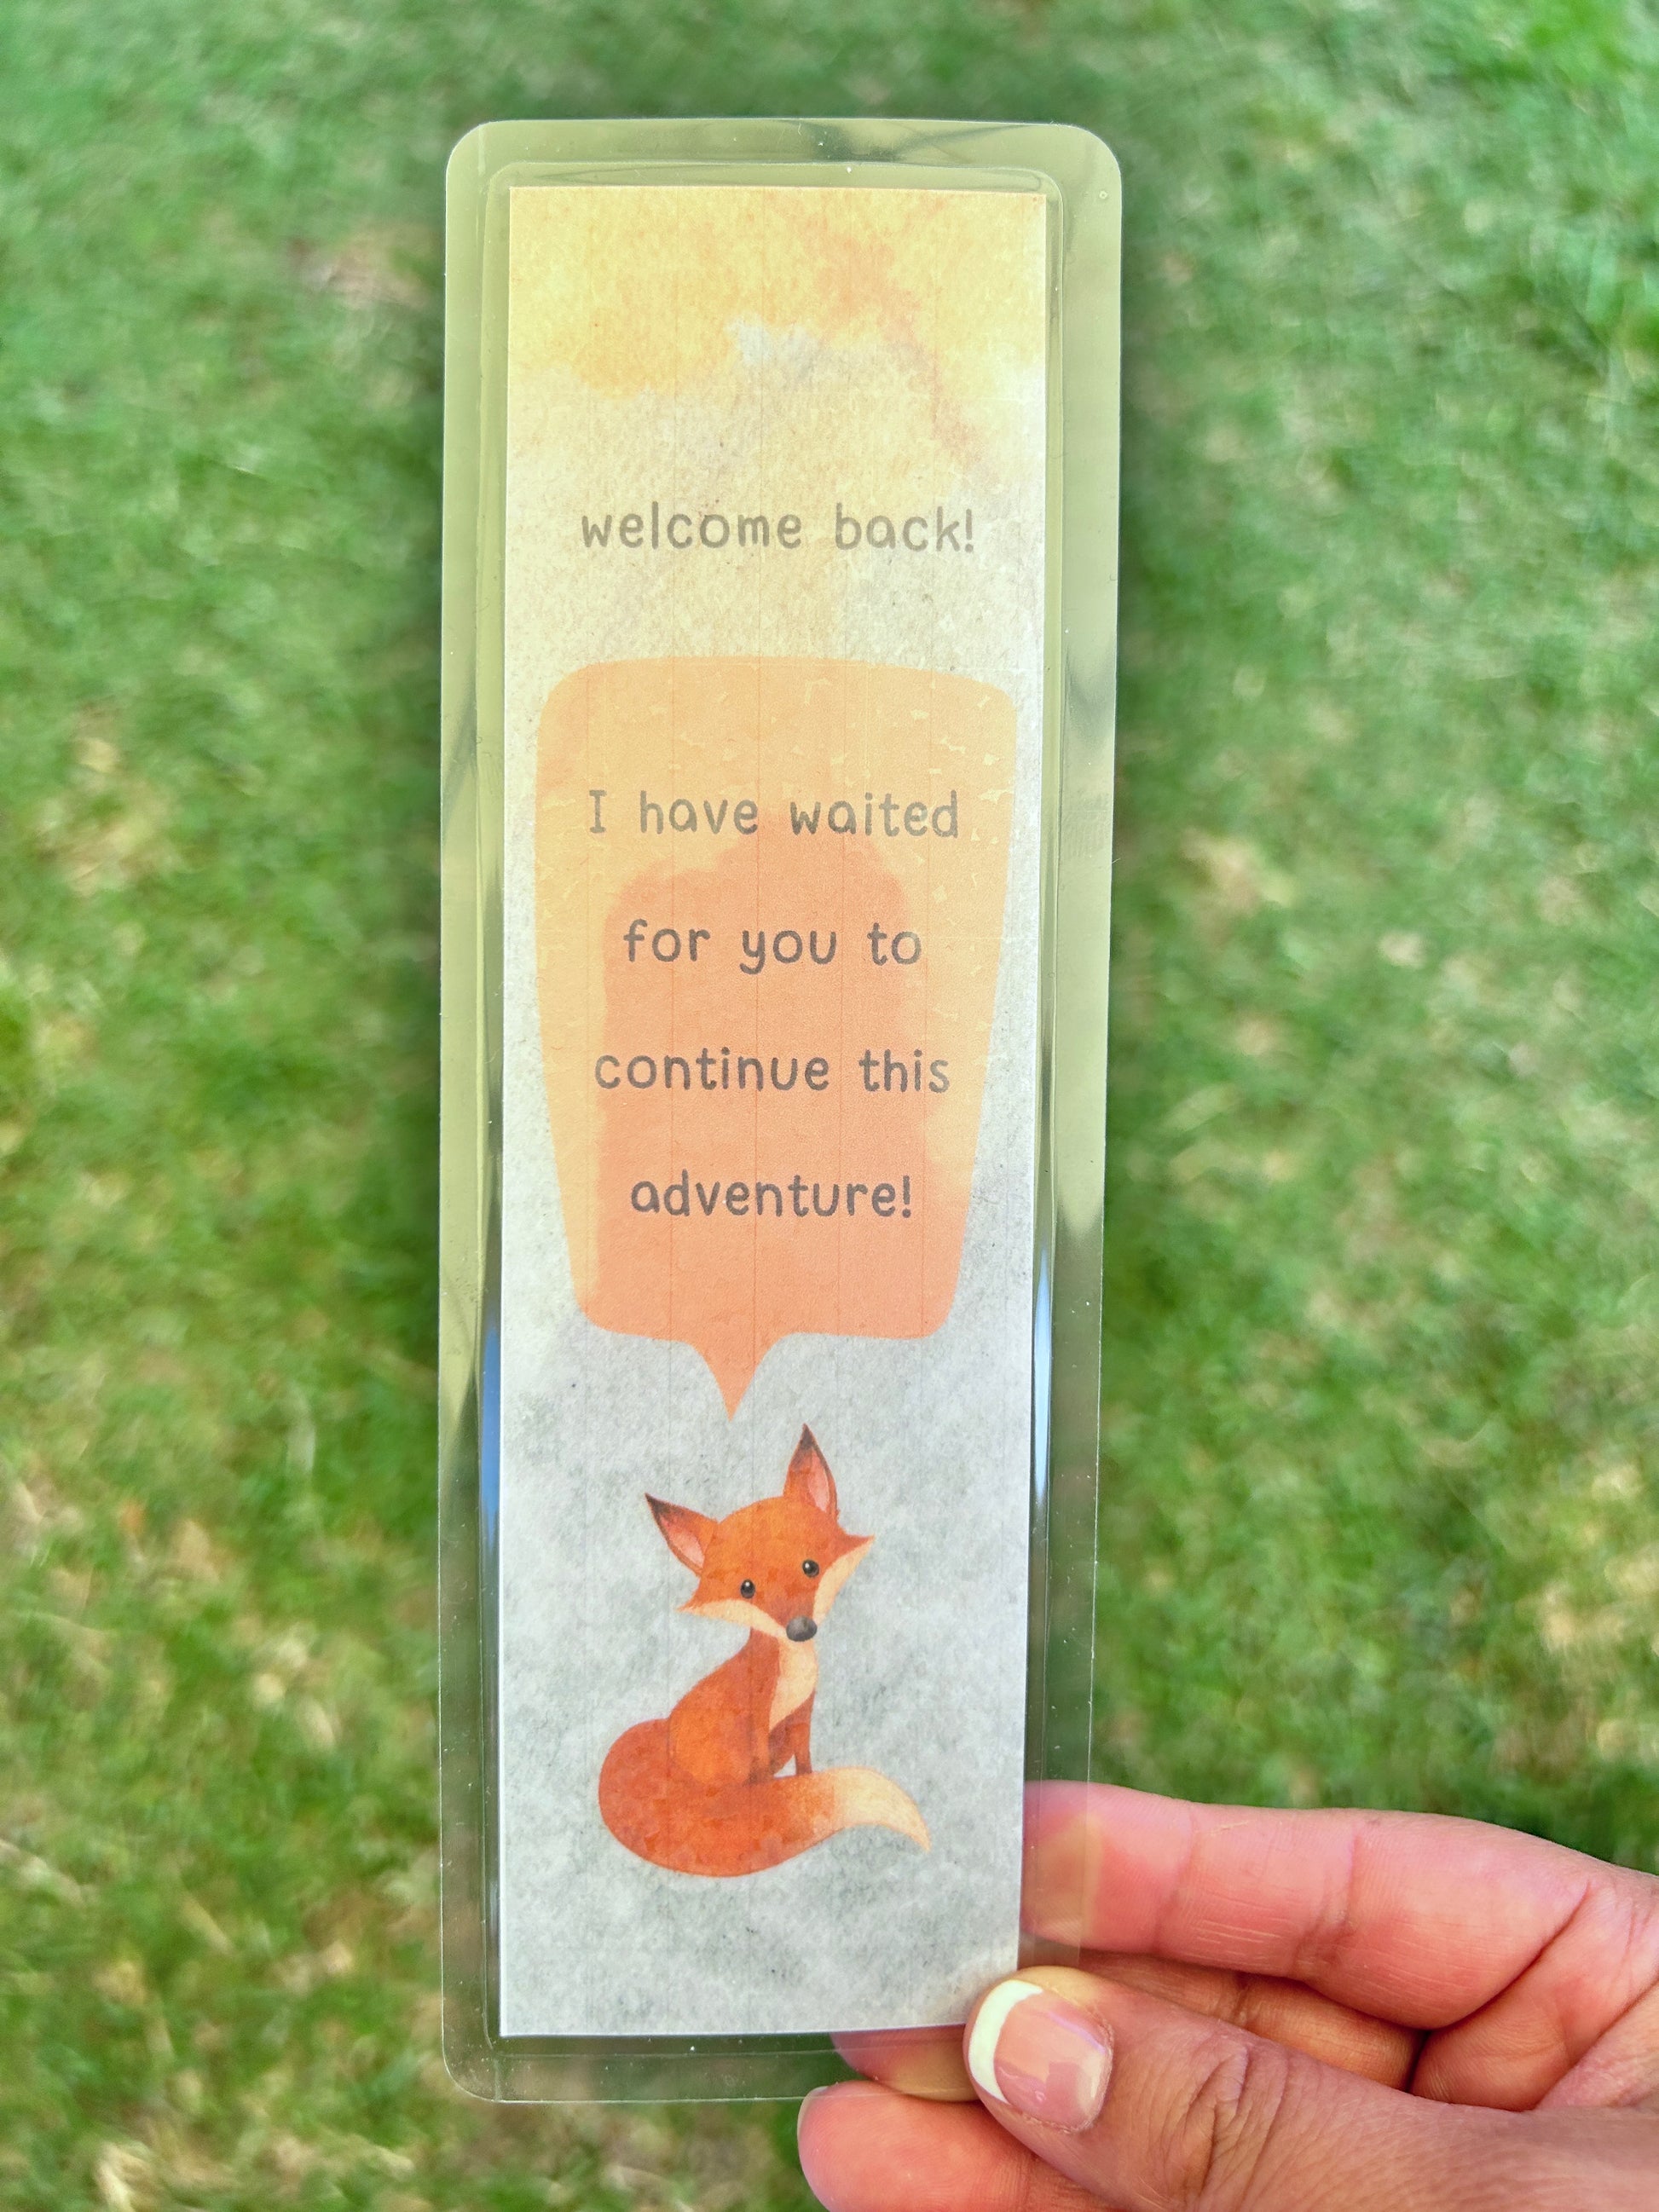 welcome back!
I have waited
for you to
continue this
adventure!